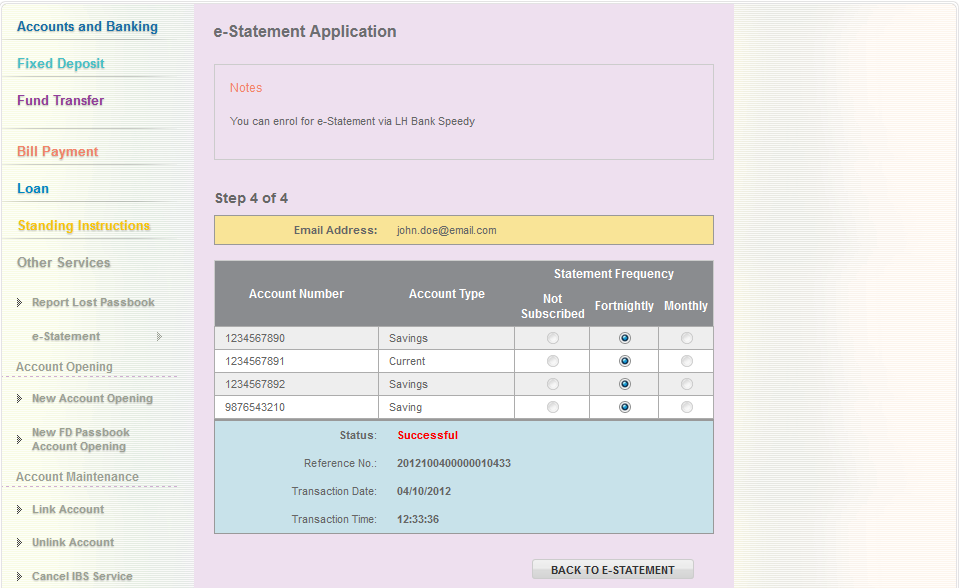 Accounts and Banking
Fixed Deposit
Fund Transfer
Bill Payment
Loan
Standing Instructions
Other Services
Report Lost Passbook
e-Statement
Account Opening
New Account Opening
New FD Passbook
Account Opening
Account Maintenance
Link Account
Unlink Account
Cancel IBS Service
e-Statement Application
Notes
You can enrol for e-Statement via LH Bank Speedy
Step 4 of 4
Email Address: john.doe@email.com
Account Number Account Type Statement Frequency
Not Subscribed Fortnightly Monthly
1234567890 Savings
1234567891 Current
1234567892 Savings
9876543210 Saving
Status: Successful
Reference No.: 2012100400000010433
Transaction Date: 04/10/2012
Transaction Time: 12:33:36
BACK TO E-STATEMENT